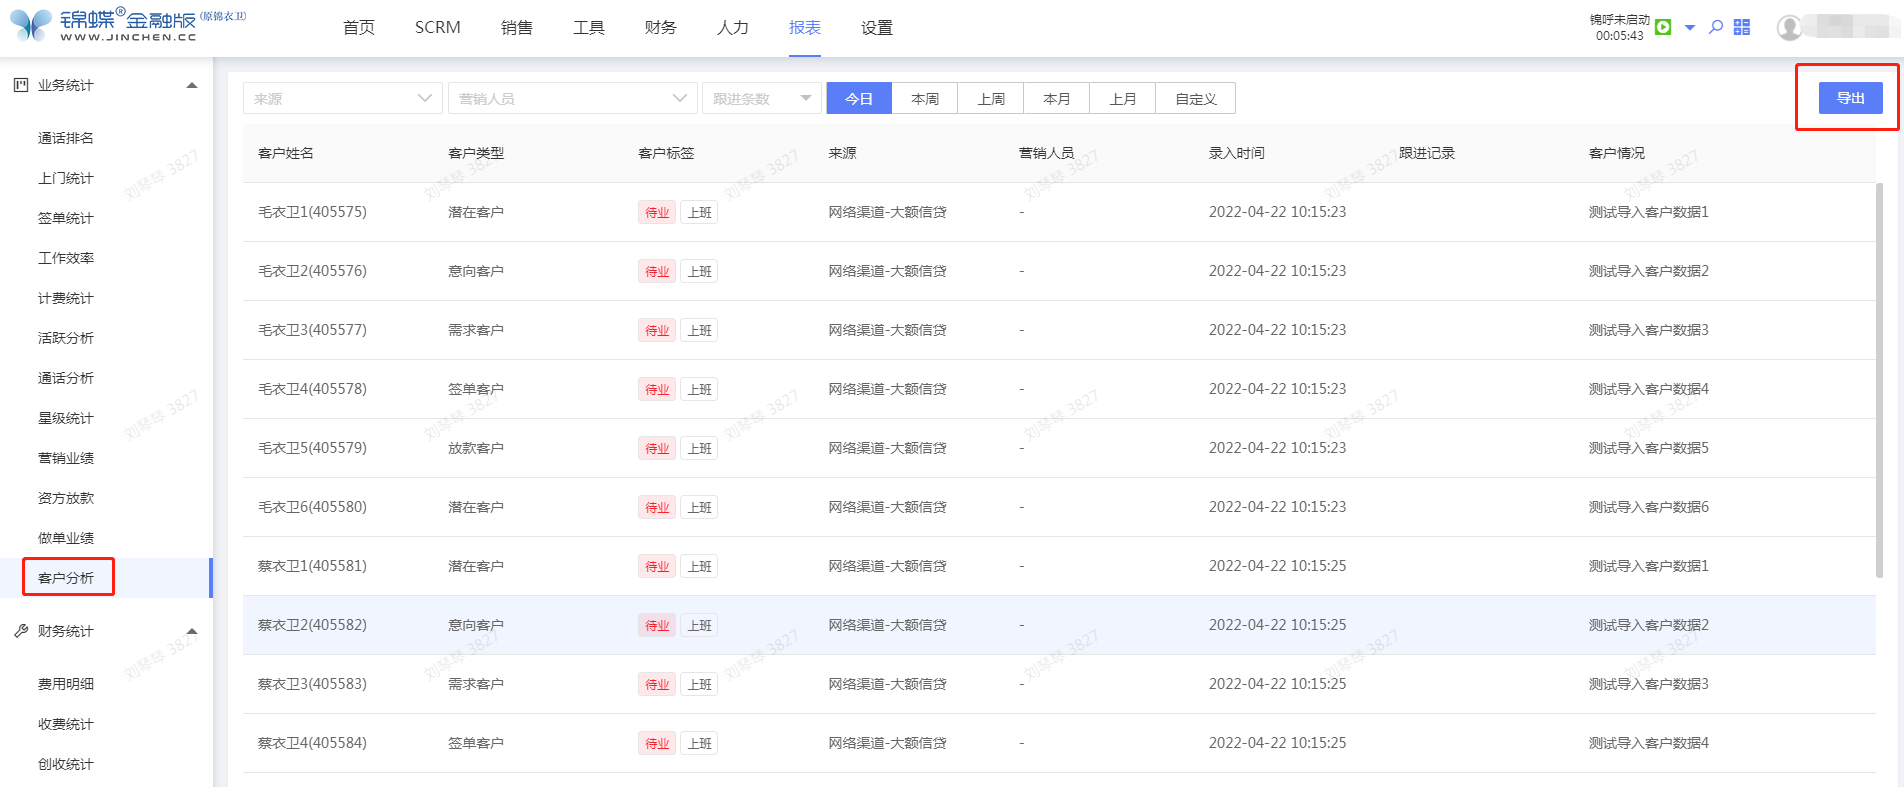 锦蝶®金融版(原锦衣卫)
WWW.JINCHEN.CC
首页 SCRM 销售 工具 财务 人力 报表 设置
锦呼未启动
00:05:43
业务统计
通话排名
上门统计
签单统计
工作效率
计费统计
活跃分析
通话分析
星级统计
营销业绩
资方放款
做单业绩
客户分析
财务统计
费用明细
收费统计
创收统计
来源 营销人员 跟进条数 今日 本周 上周 本月 上月 自定义 导出
客户姓名 客户类型 客户标签 来源 营销人员 录入时间 跟进记录 客户情况
毛衣卫1(405575) 潜在客户 待业 上班 网络渠道-大额信贷 - 2022-04-22 10:15:23 测试导入客户数据1
毛衣卫2(405576) 意向客户 待业 上班 网络渠道-大额信贷 - 2022-04-22 10:15:23 测试导入客户数据2
毛衣卫3(405577) 需求客户 待业 上班 网络渠道-大额信贷 - 2022-04-22 10:15:23 测试导入客户数据3
毛衣卫4(405578) 签单客户 待业 上班 网络渠道-大额信贷 - 2022-04-22 10:15:23 测试导入客户数据4
毛衣卫5(405579) 放款客户 待业 上班 网络渠道-大额信贷 - 2022-04-22 10:15:23 测试导入客户数据5
毛衣卫6(405580) 潜在客户 待业 上班 网络渠道-大额信贷 - 2022-04-22 10:15:23 测试导入客户数据6
蔡衣卫1(405581) 潜在客户 待业 上班 网络渠道-大额信贷 - 2022-04-22 10:15:25 测试导入客户数据1
蔡衣卫2(405582) 意向客户 待业 上班 网络渠道-大额信贷 - 2022-04-22 10:15:25 测试导入客户数据2
蔡衣卫3(405583) 需求客户 待业 上班 网络渠道-大额信贷 - 2022-04-22 10:15:25 测试导入客户数据3
蔡衣卫4(405584) 签单客户 待业 上班 网络渠道-大额信贷 - 2022-04-22 10:15:25 测试导入客户数据4
刘琴琴 3827